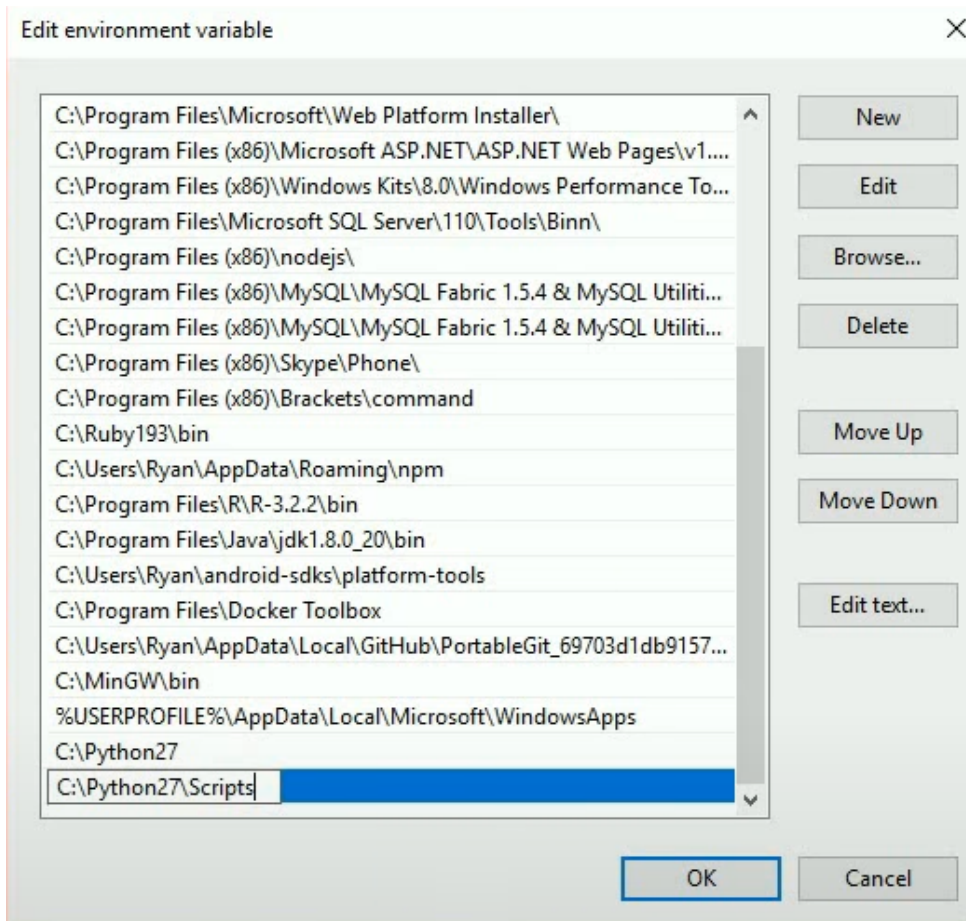 Edit environment variable
C:\Program Files\Microsoft\Web Platform Installer\
C:\Program Files (x86)\Microsoft ASP.NET\ASP.NET Web Pages\v1....
C:\Program Files (x86)\Windows Kits\8.0\Windows Performance To...
C:\Program Files\Microsoft SQL Server\110\Tools\Binn\
C:\Program Files (x86)\nodejs\
C:\Program Files (x86)\MySQL\MySQL Fabric 1.5.4 & MySQL Utiliti...
C:\Program Files (x86)\MySQL\MySQL Fabric 1.5.4 & MySQL Utiliti...
C:\Program Files (x86)\Skype\Phone\
C:\Program Files (x86)\Brackets\command
C:\Ruby193\bin
C:\Users\Ryan\AppData\Roaming\npm
C:\Program Files\R\R-3.2.2\bin
C:\Program Files\Java\jdk1.8.0_20\bin
C:\Users\Ryan\android-sdks\platform-tools
C:\Program Files\Docker Toolbox
C:\Users\Ryan\AppData\Local\GitHub\PortableGit_69703d1db9157...
C:\MinGW\bin
%USERPROFILE%\AppData\Local\Microsoft\WindowsApps
C:\Python27
C:\Python27\Scripts
New
Edit
Browse...
Delete
Move Up
Move Down
Edit text...
OK
Cancel